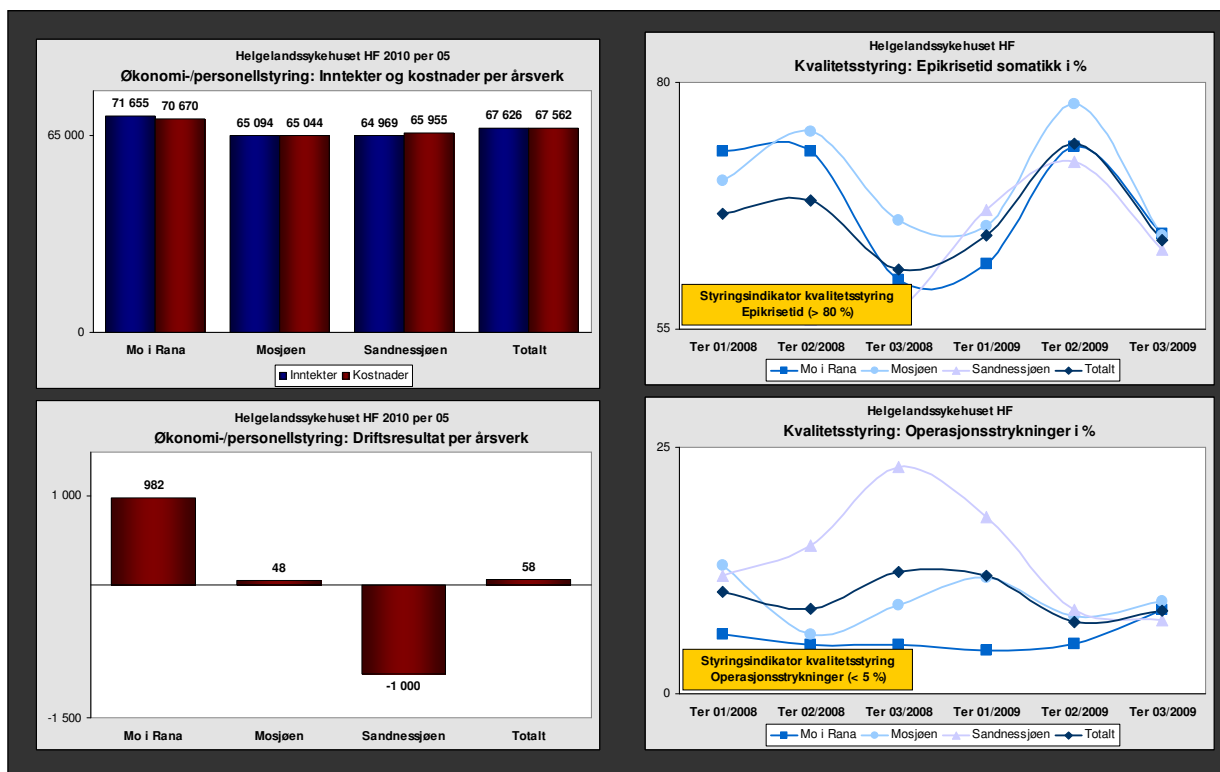 Helgelandssykehuset HF 2010 per 05
Økonomi-/personellstyring: Inntekter og kostnader per årsverk
71 655
70 670
65 094
65 044
64 969
65 955
67 626
67 562
65 000
0
Mo i Rana
Mosjøen
Sandnessjøen
Totalt
Inntekter
Kostnader
Helgelandssykehuset HF
Kvalitetsstyring: Epikrisetid somatikk i %
80
55
Styringsindikator kvalitetsstyring
Epikrisetid (> 80 %)
Ter 01/2008
Ter 02/2008
Ter 03/2008
Ter 01/2009
Ter 02/2009
Ter 03/2009
Mo i Rana
Mosjøen
Sandnessjøen
Totalt
Helgelandssykehuset HF 2010 per 05
Økonomi-/personellstyring: Driftsresultat per årsverk
1 000
-1 500
982
48
-1 000
58
Mo i Rana
Mosjøen
Sandnessjøen
Totalt
Helgelandssykehuset HF
Kvalitetsstyring: Operasjonsstrykninger i %
25
0
Styringsindikator kvalitetsstyring
Operasjonsstrykninger (< 5 %)
Ter 01/2008
Ter 02/2008
Ter 03/2008
Ter 01/2009
Ter 02/2009
Ter 03/2009
Mo i Rana
Mosjøen
Sandnessjøen
Totalt